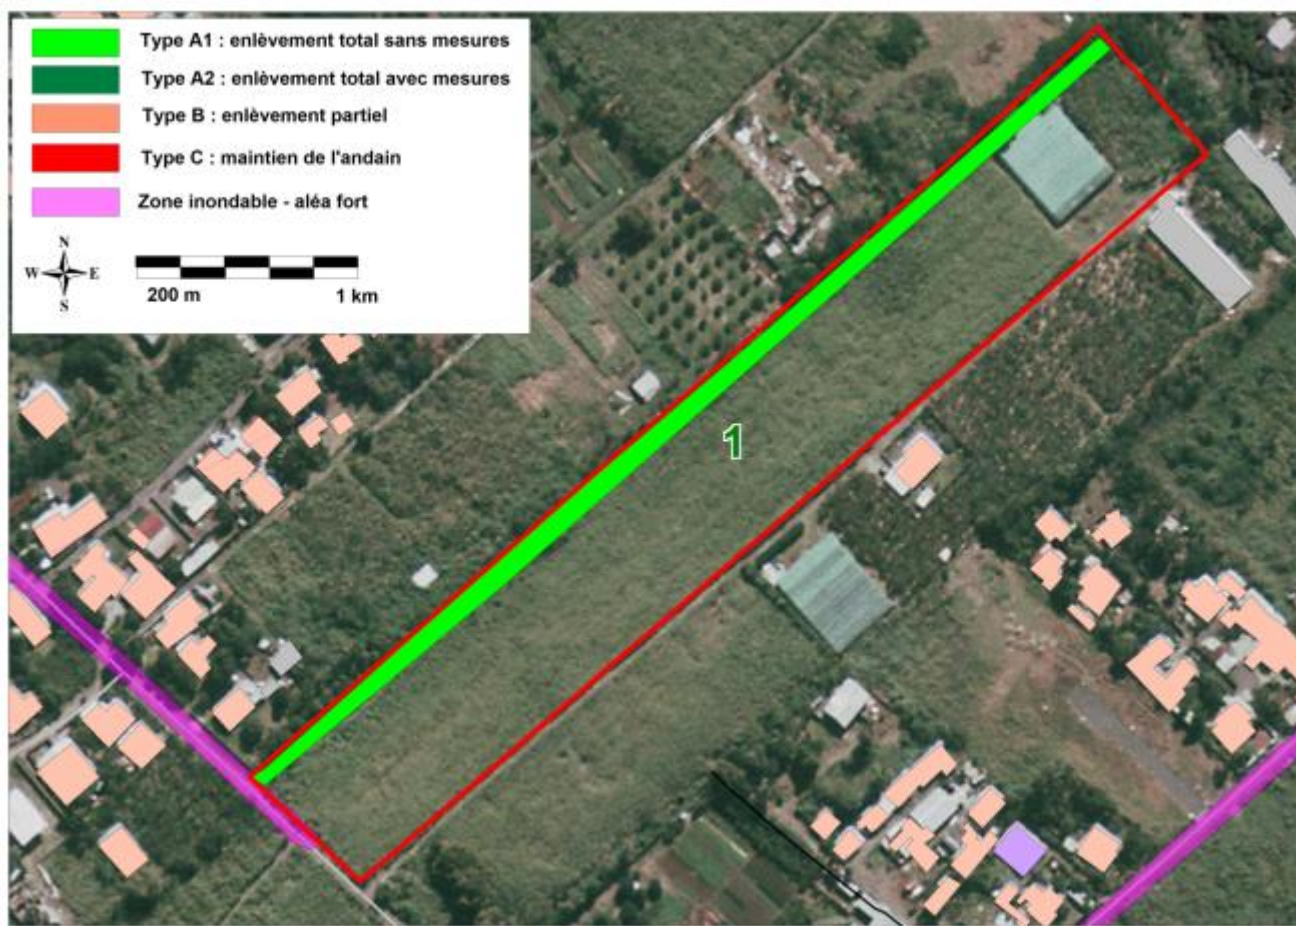 Type A1 : enlèvement total sans mesures
Type A2 : enlèvement total avec mesures
Type B : enlèvement partiel
Type C : maintien de l'andain
Zone inondable - aléa fort
N
W E
S
200 m 1 km
1